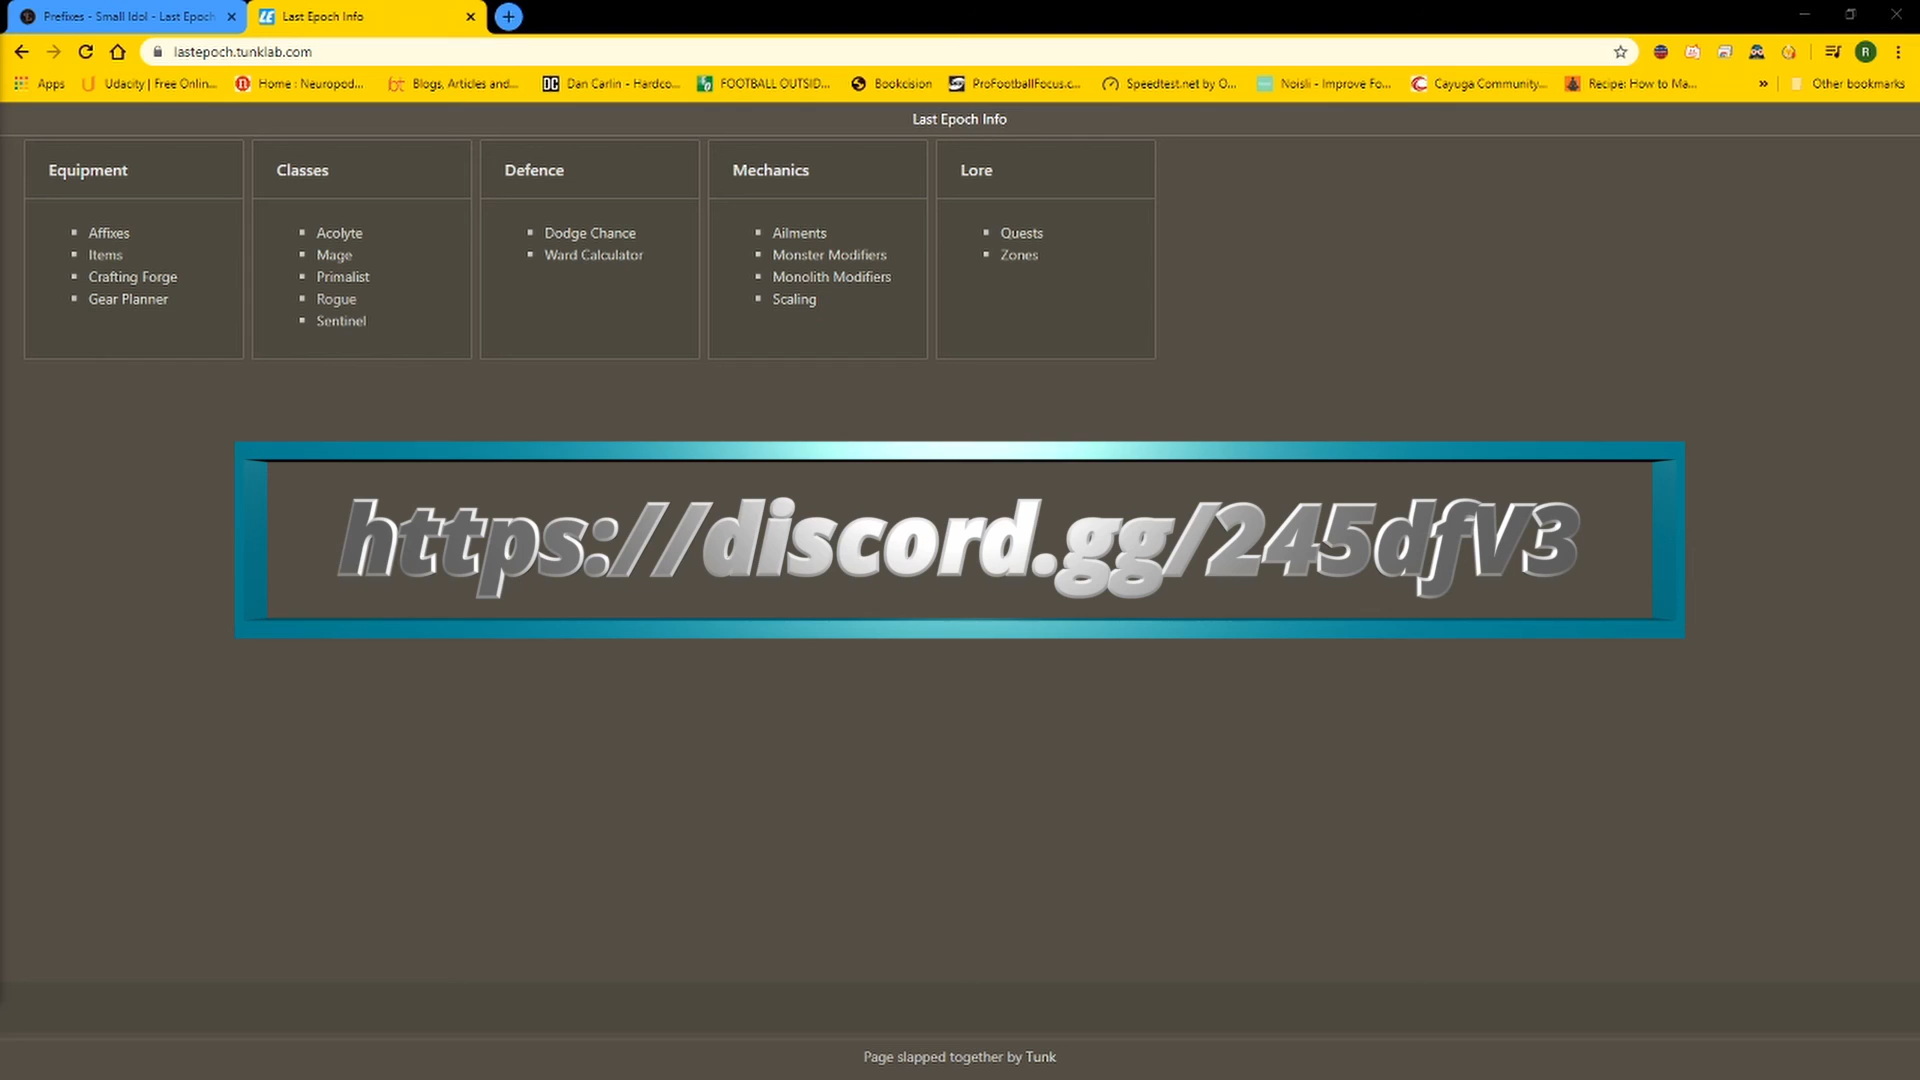 Prefixes - Small Idol - Last Epoch
Last Epoch Info
lastepoch.tunklab.com
R
Apps
Udacity | Free Onlin...
Home : Neuropod...
Blogs, Articles and...
Dan Carlin - Hardco...
FOOTBALL OUTSID...
Bookcision
ProFootballFocus.c...
Speedtest.net by O...
Noisli - Improve Fo...
Cayuga Community...
Recipe: How to Ma...
»
Other bookmarks
Last Epoch Info
Equipment
Affixes
Items
Crafting Forge
Gear Planner
Classes
Acolyte
Mage
Primalist
Rogue
Sentinel
Defence
Dodge Chance
Ward Calculator
Mechanics
Ailments
Monster Modifiers
Monolith Modifiers
Scaling
Lore
Quests
Zones
https://discord.gg/245dfV3
Page slapped together by Tunk